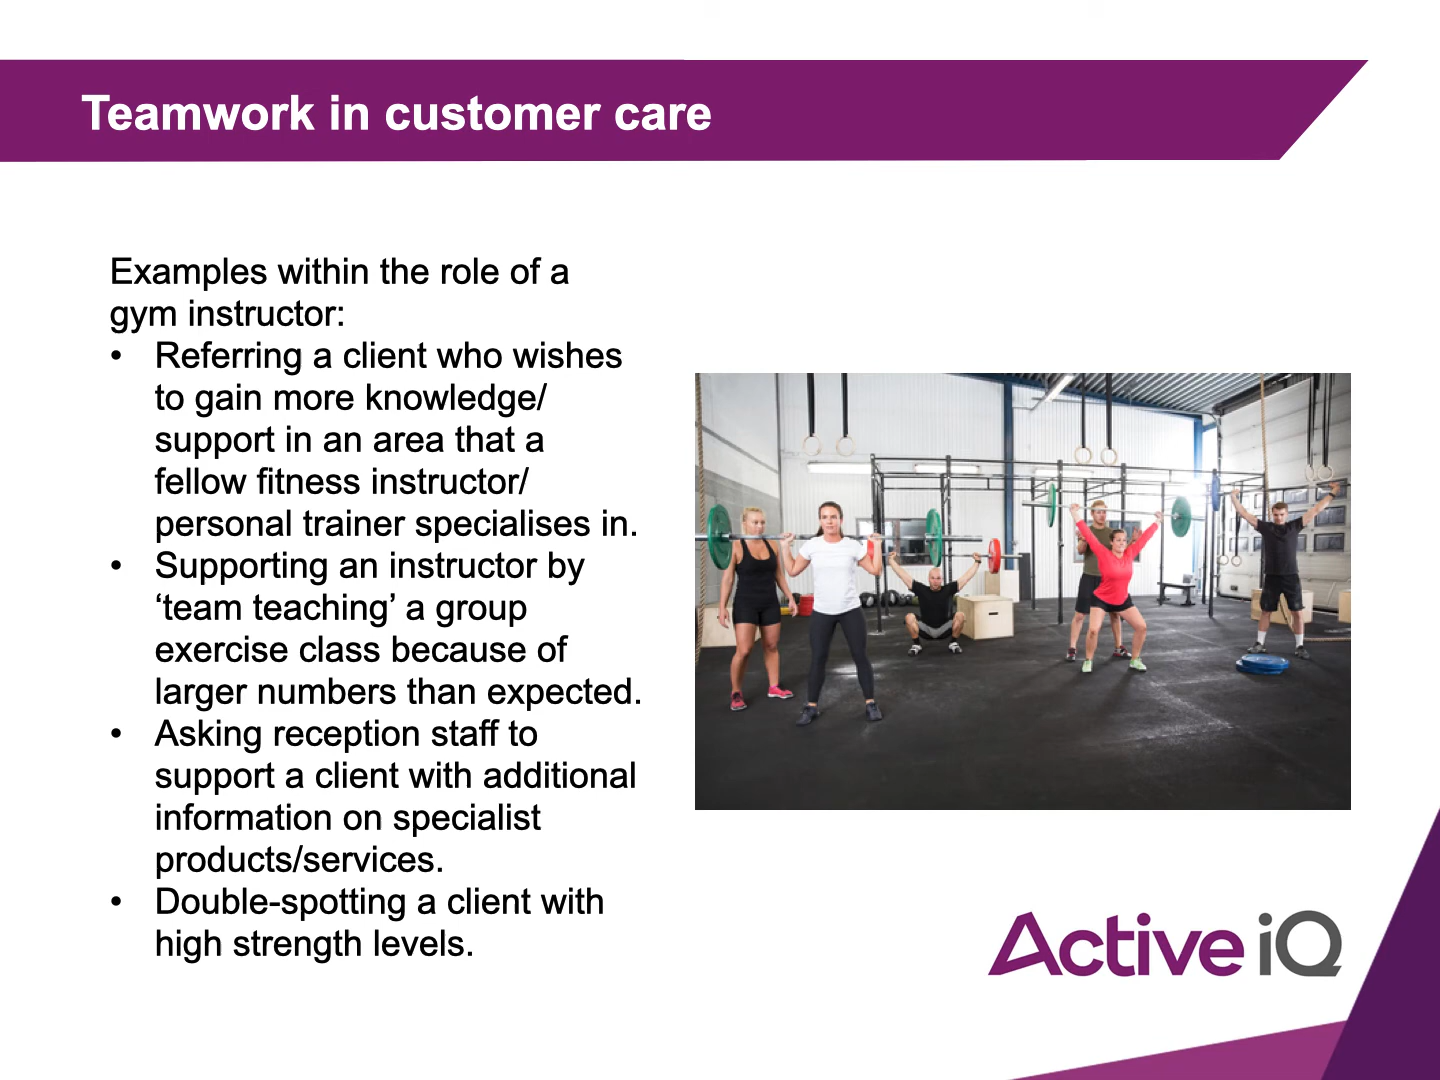 Teamwork in customer care
Examples within the role of a
gym instructor:
• Referring a client who wishes
to gain more knowledge/
support in an area that a
fellow fitness instructor/
personal trainer specialises in.
• Supporting an instructor by
‘team teaching’ a group
exercise class because of
larger numbers than expected.
• Asking reception staff to
support a client with additional
information on specialist
products/services.
• Double-spotting a client with
high strength levels.
Active iQ